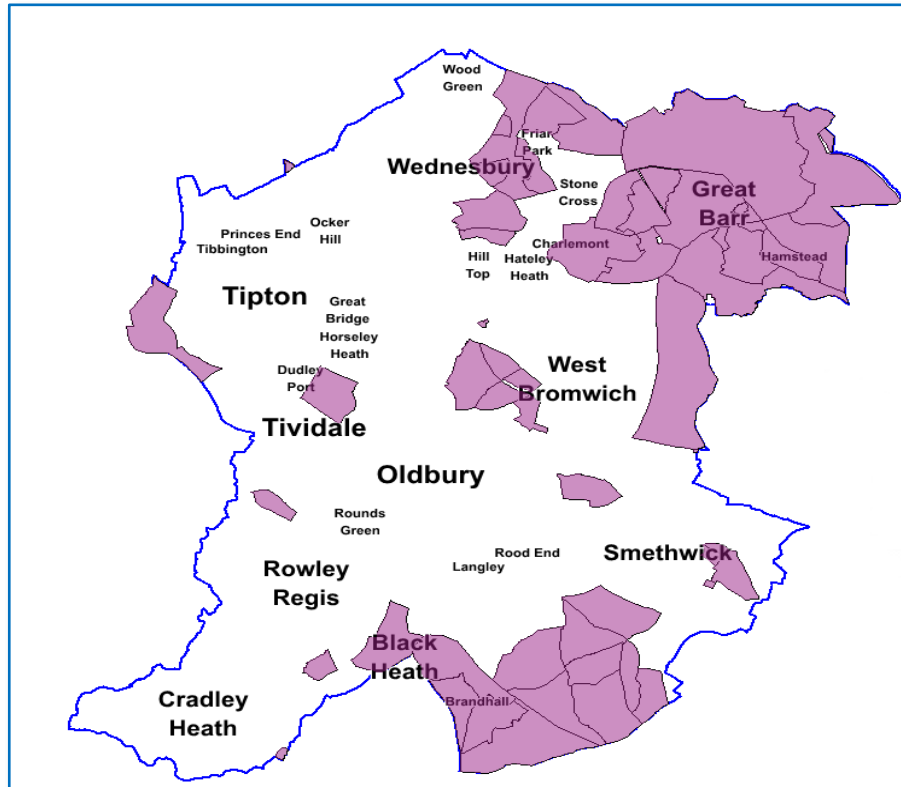 Wood
Green
Friar
Park
Wednesbury
Stone
Cross
Great
Barr
Ocker
Hill
Princes End
Tibbington
Charlemont
Hill
Top
Hateley
Heath
Hamstead
Tipton
Great
Bridge
Horseley
Heath
Dudley
Port
West
Bromwich
Tividale
Oldbury
Rounds
Green
Rood End
Langley
Smethwick
Rowley
Regis
Black
Heath
Cradley
Heath
Brandhall